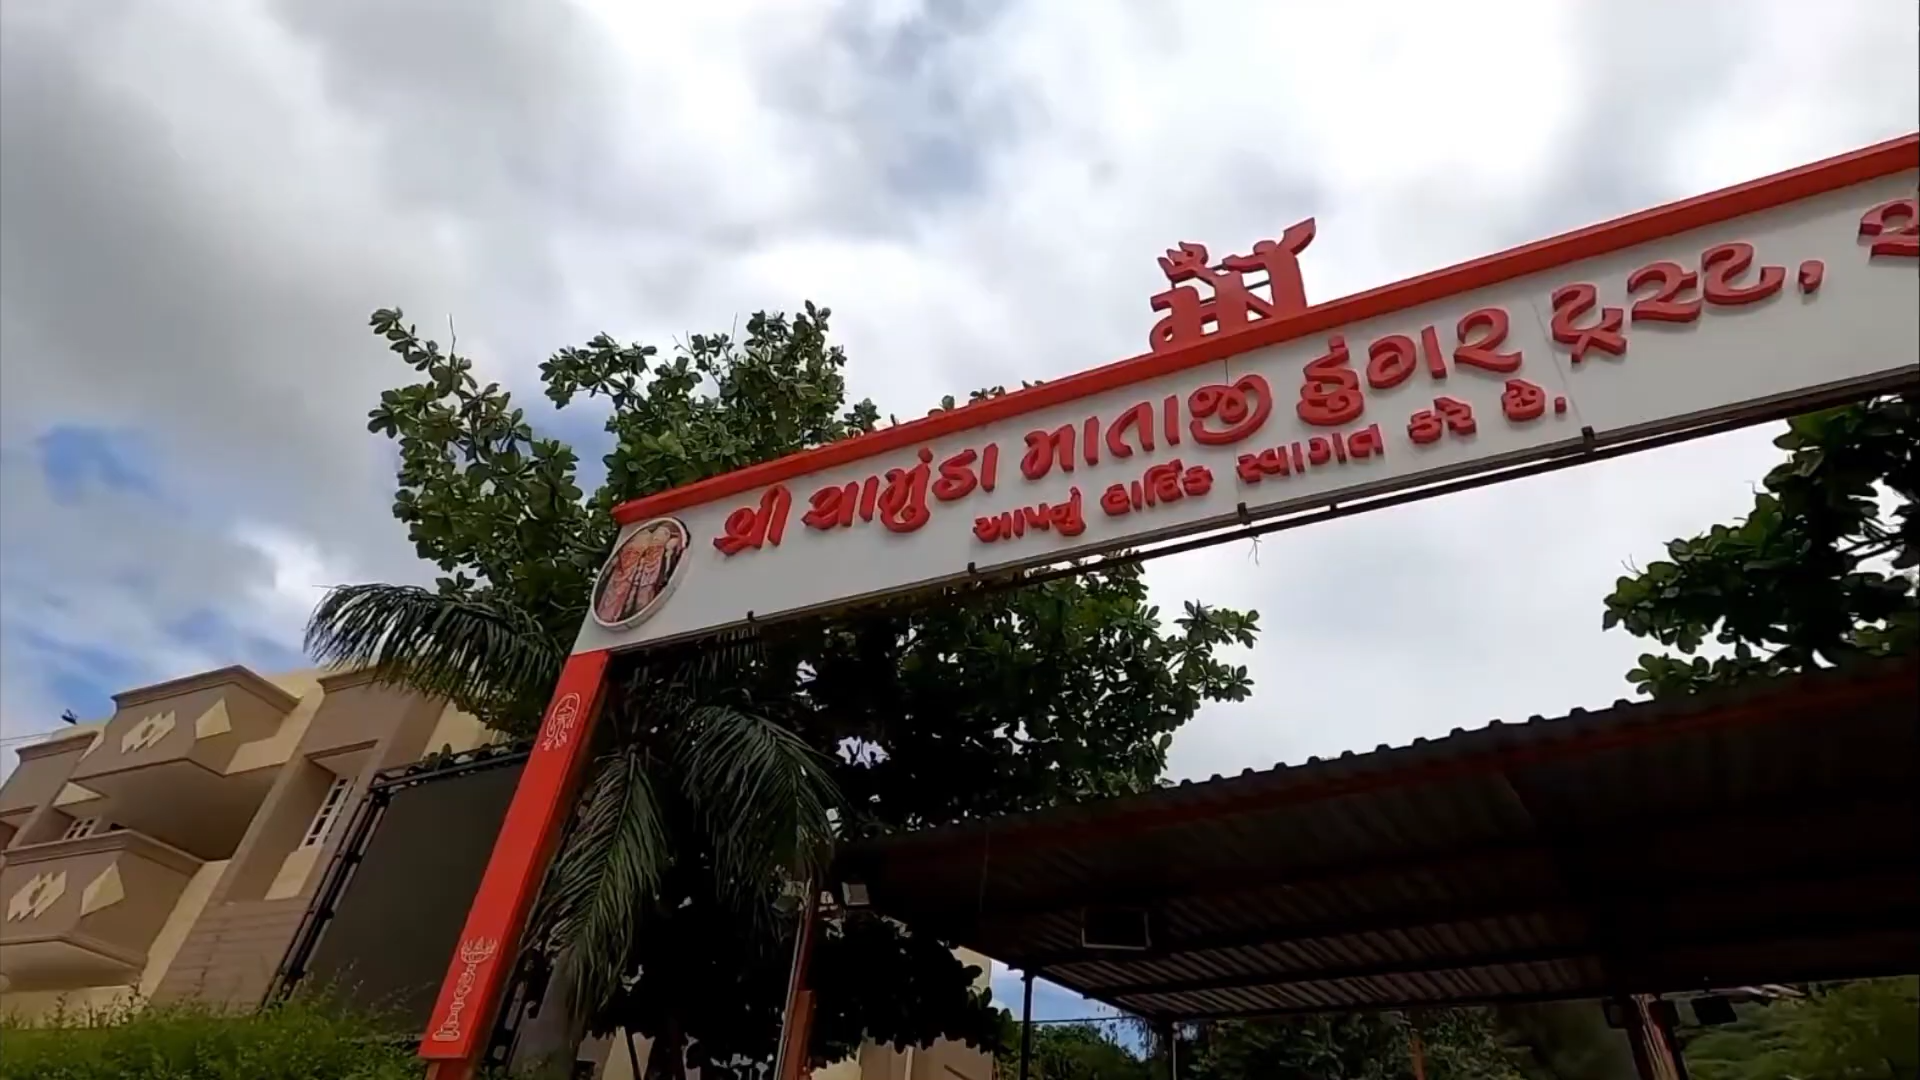 શ્રી ચામુંડા માતાજી ડુંગર ટ્રસ્ટ,
આપનું હાર્દિક સ્વાગત કરે છે.